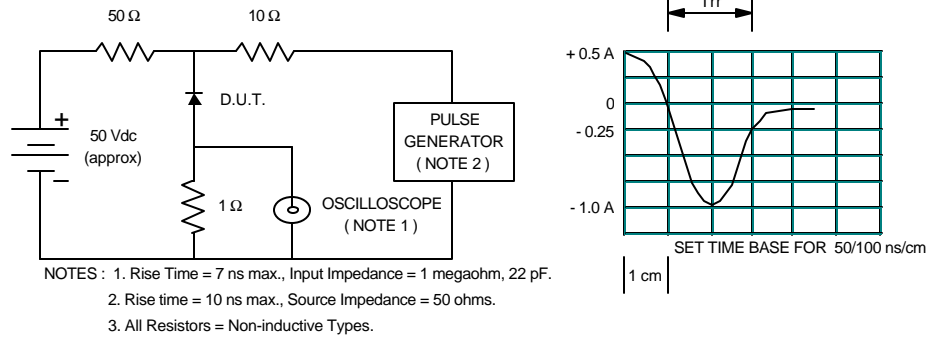 50 Ω
10 Ω
D.U.T.
+
50 Vdc
(approx)
−
1 Ω
OSCILLOSCOPE
( NOTE 1 )
PULSE
GENERATOR
( NOTE 2 )
Trr
+ 0.5 A
0
- 0.25
- 1.0 A
SET TIME BASE FOR 50/100 ns/cm
1 cm
NOTES : 1. Rise Time = 7 ns max., Input Impedance = 1 megaohm, 22 pF.
2. Rise time = 10 ns max., Source Impedance = 50 ohms.
3. All Resistors = Non-inductive Types.